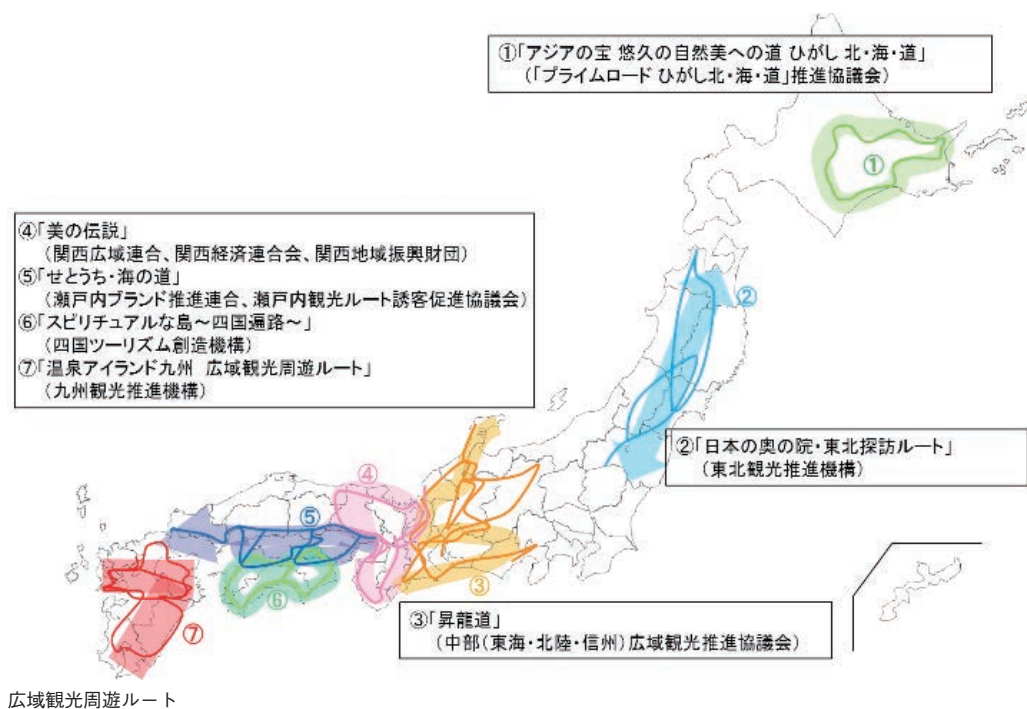 ①「アジアの宝 悠久の自然美への道 ひがし 北・海・道」
(「プライムロード ひがし北・海・道」推進協議会)
①
④「美の伝説」
(関西広域連合、関西経済連合会、関西地域振興財団)
⑤「せとうち・海の道」
(瀬戸内ブランド推進連合、瀬戸内観光ルート誘客促進協議会)
⑥「スピリチュアルな島~四国遍路~」
(四国ツーリズム創造機構)
⑦「温泉アイランド九州 広域観光周遊ルート」
(九州観光推進機構)
②
②「日本の奥の院・東北探訪ルート」
(東北観光推進機構)
④
⑤
③
⑥
⑦
③「昇龍道」
(中部(東海・北陸・信州)広域観光推進協議会)
広域観光周遊ルート